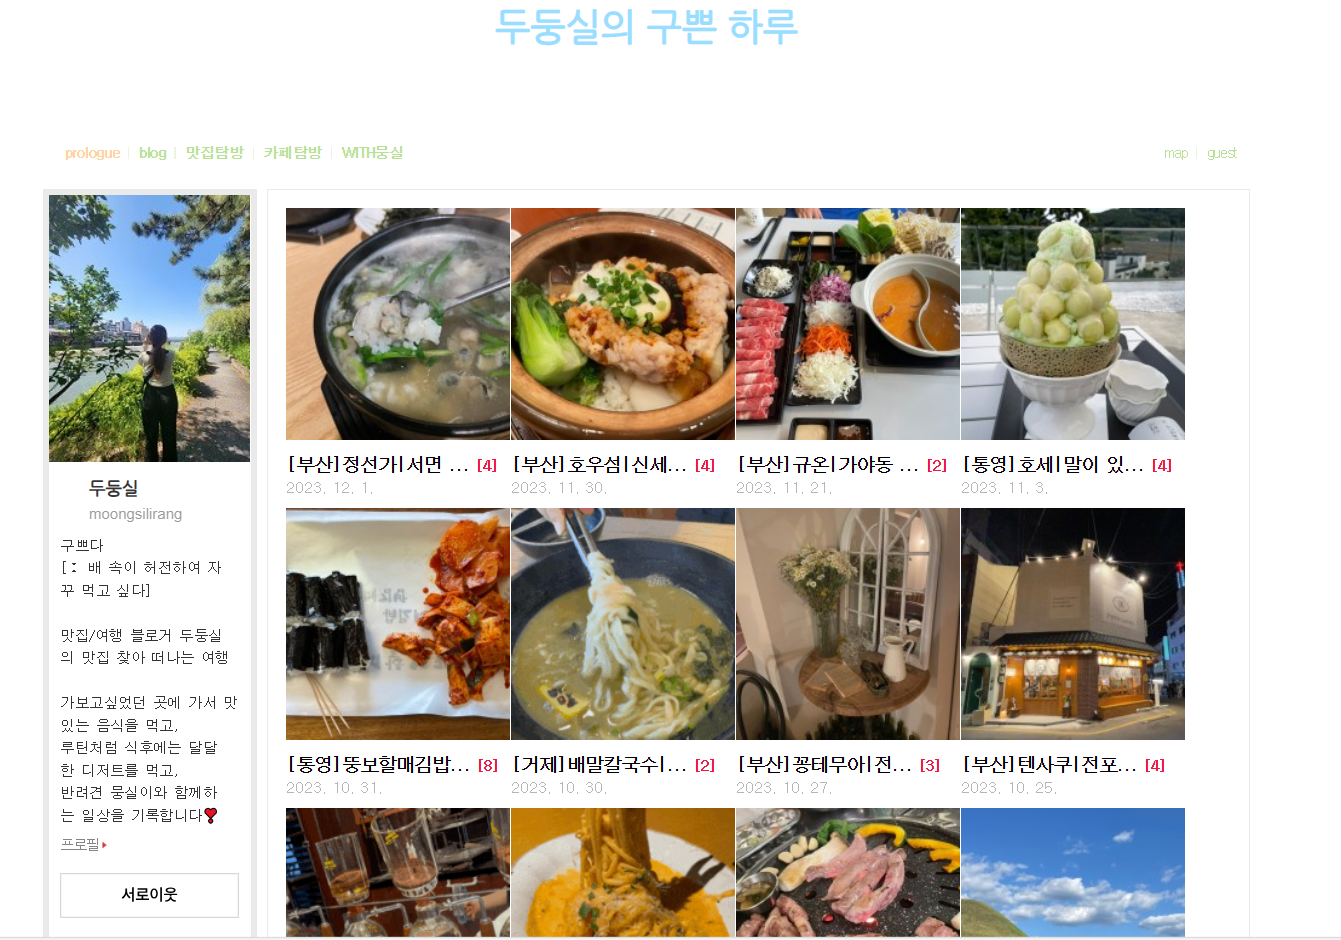 두둥실의 구쁜 하루
prologue
blog
맛집탐방
카페탐방
WITH뭉실
map
guest
두둥실
moongsilirang
구쁘다
[: 배 속이 허전하여 자
꾸 먹고 싶다]
맛집/여행 블로거 두둥실
의 맛집 찾아 떠나는 여행
가보고싶었던 곳에 가서 맛
있는 음식을 먹고,
루틴처럼 식후에는 달달
한 디저트를 먹고,
반려견 뭉실이와 함께하
는 일상을 기록합니다
프로필
서로이웃
[부산]정선가|서면 ... [4]
2023. 12. 1.
[부산]호우섬|신세... [4]
2023. 11. 30.
[부산]규온|가야동 ... [2]
2023. 11. 21.
[통영]호세|말이 있... [4]
2023. 11. 3.
[통영]뚱보할매김밥... [8]
2023. 10. 31.
[거제]배말칼국수|... [2]
2023. 10. 30.
[부산]꽁테무아|전... [3]
2023. 10. 27.
[부산]텐사쿠|전포... [4]
2023. 10. 25.